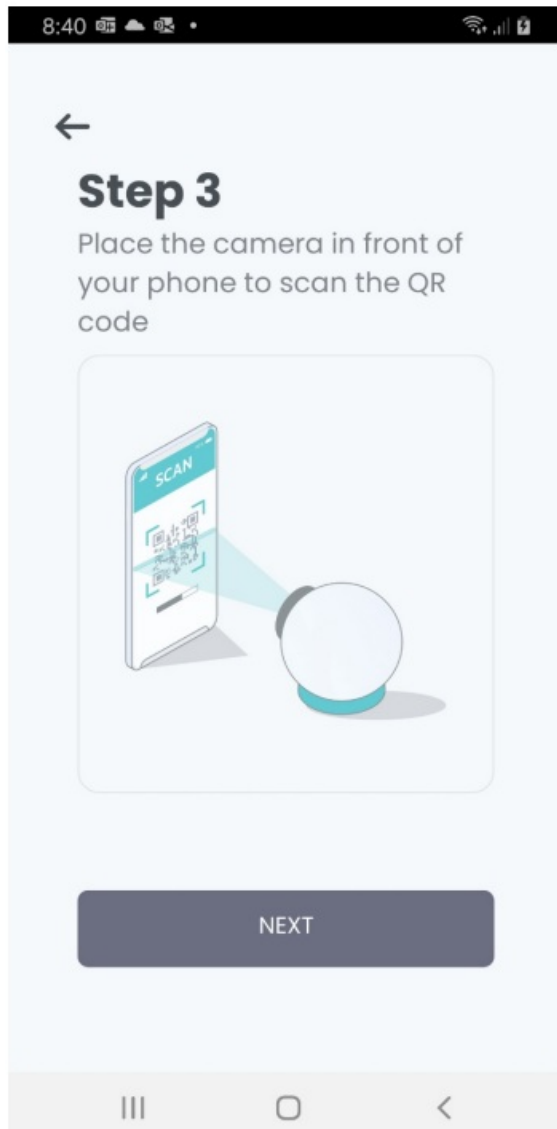 8:40
Step 3
Place the camera in front of
your phone to scan the QR
code
SCAN
NEXT